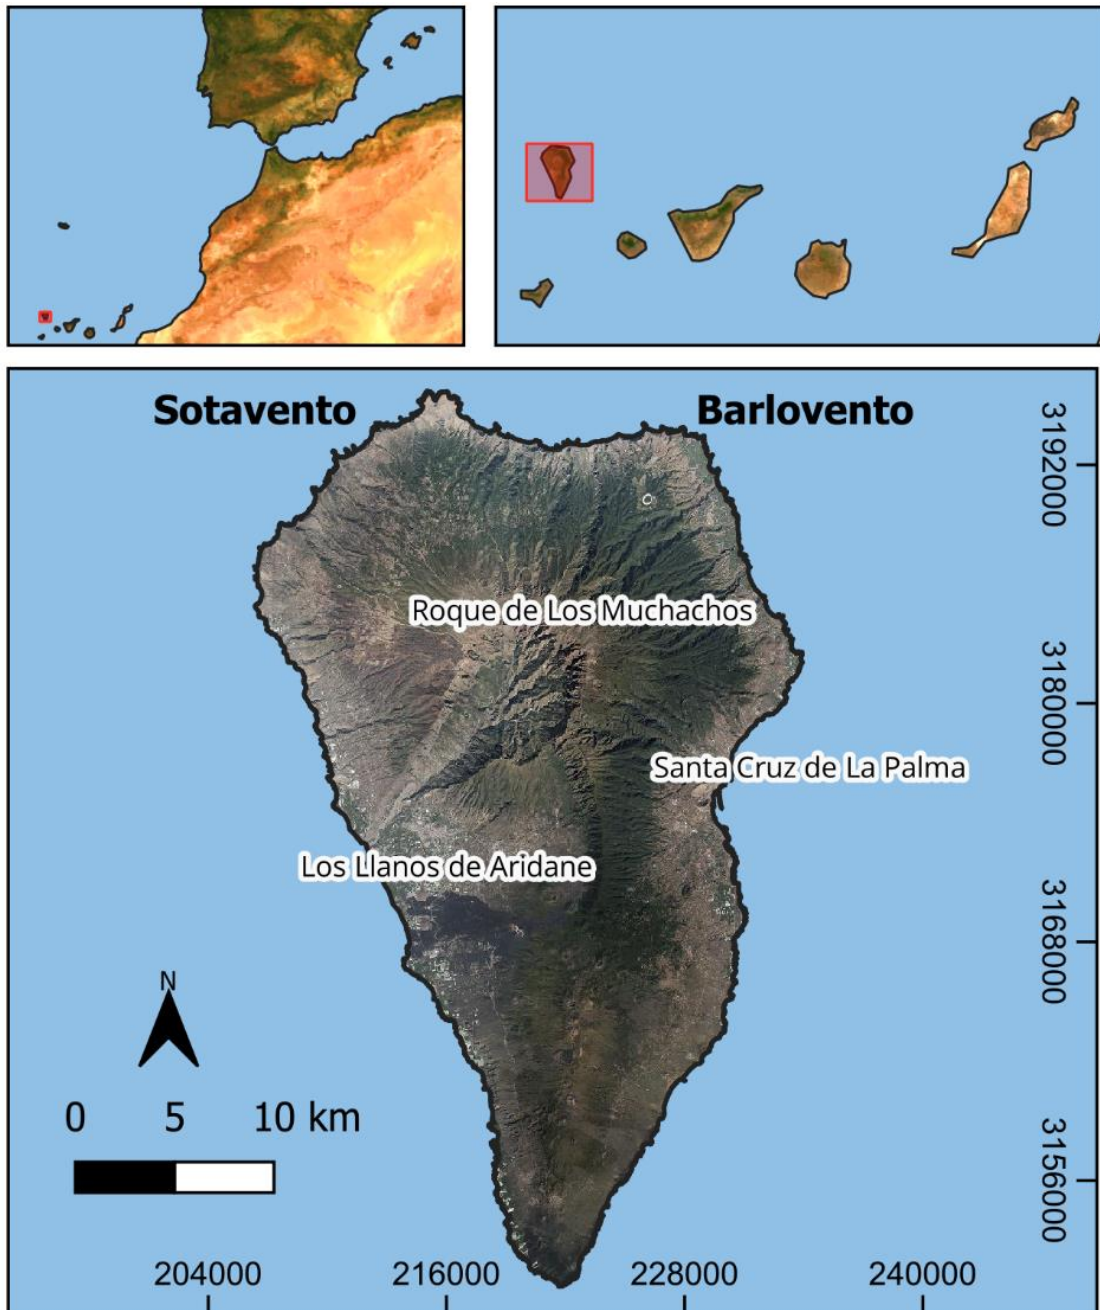 Sotavento
Barlovento
3192000
Roque de Los Muchachos
3180000
Santa Cruz de La Palma
Los Llanos de Aridane
3168000
N
0 5 10 km
3156000
204000 216000 228000 240000